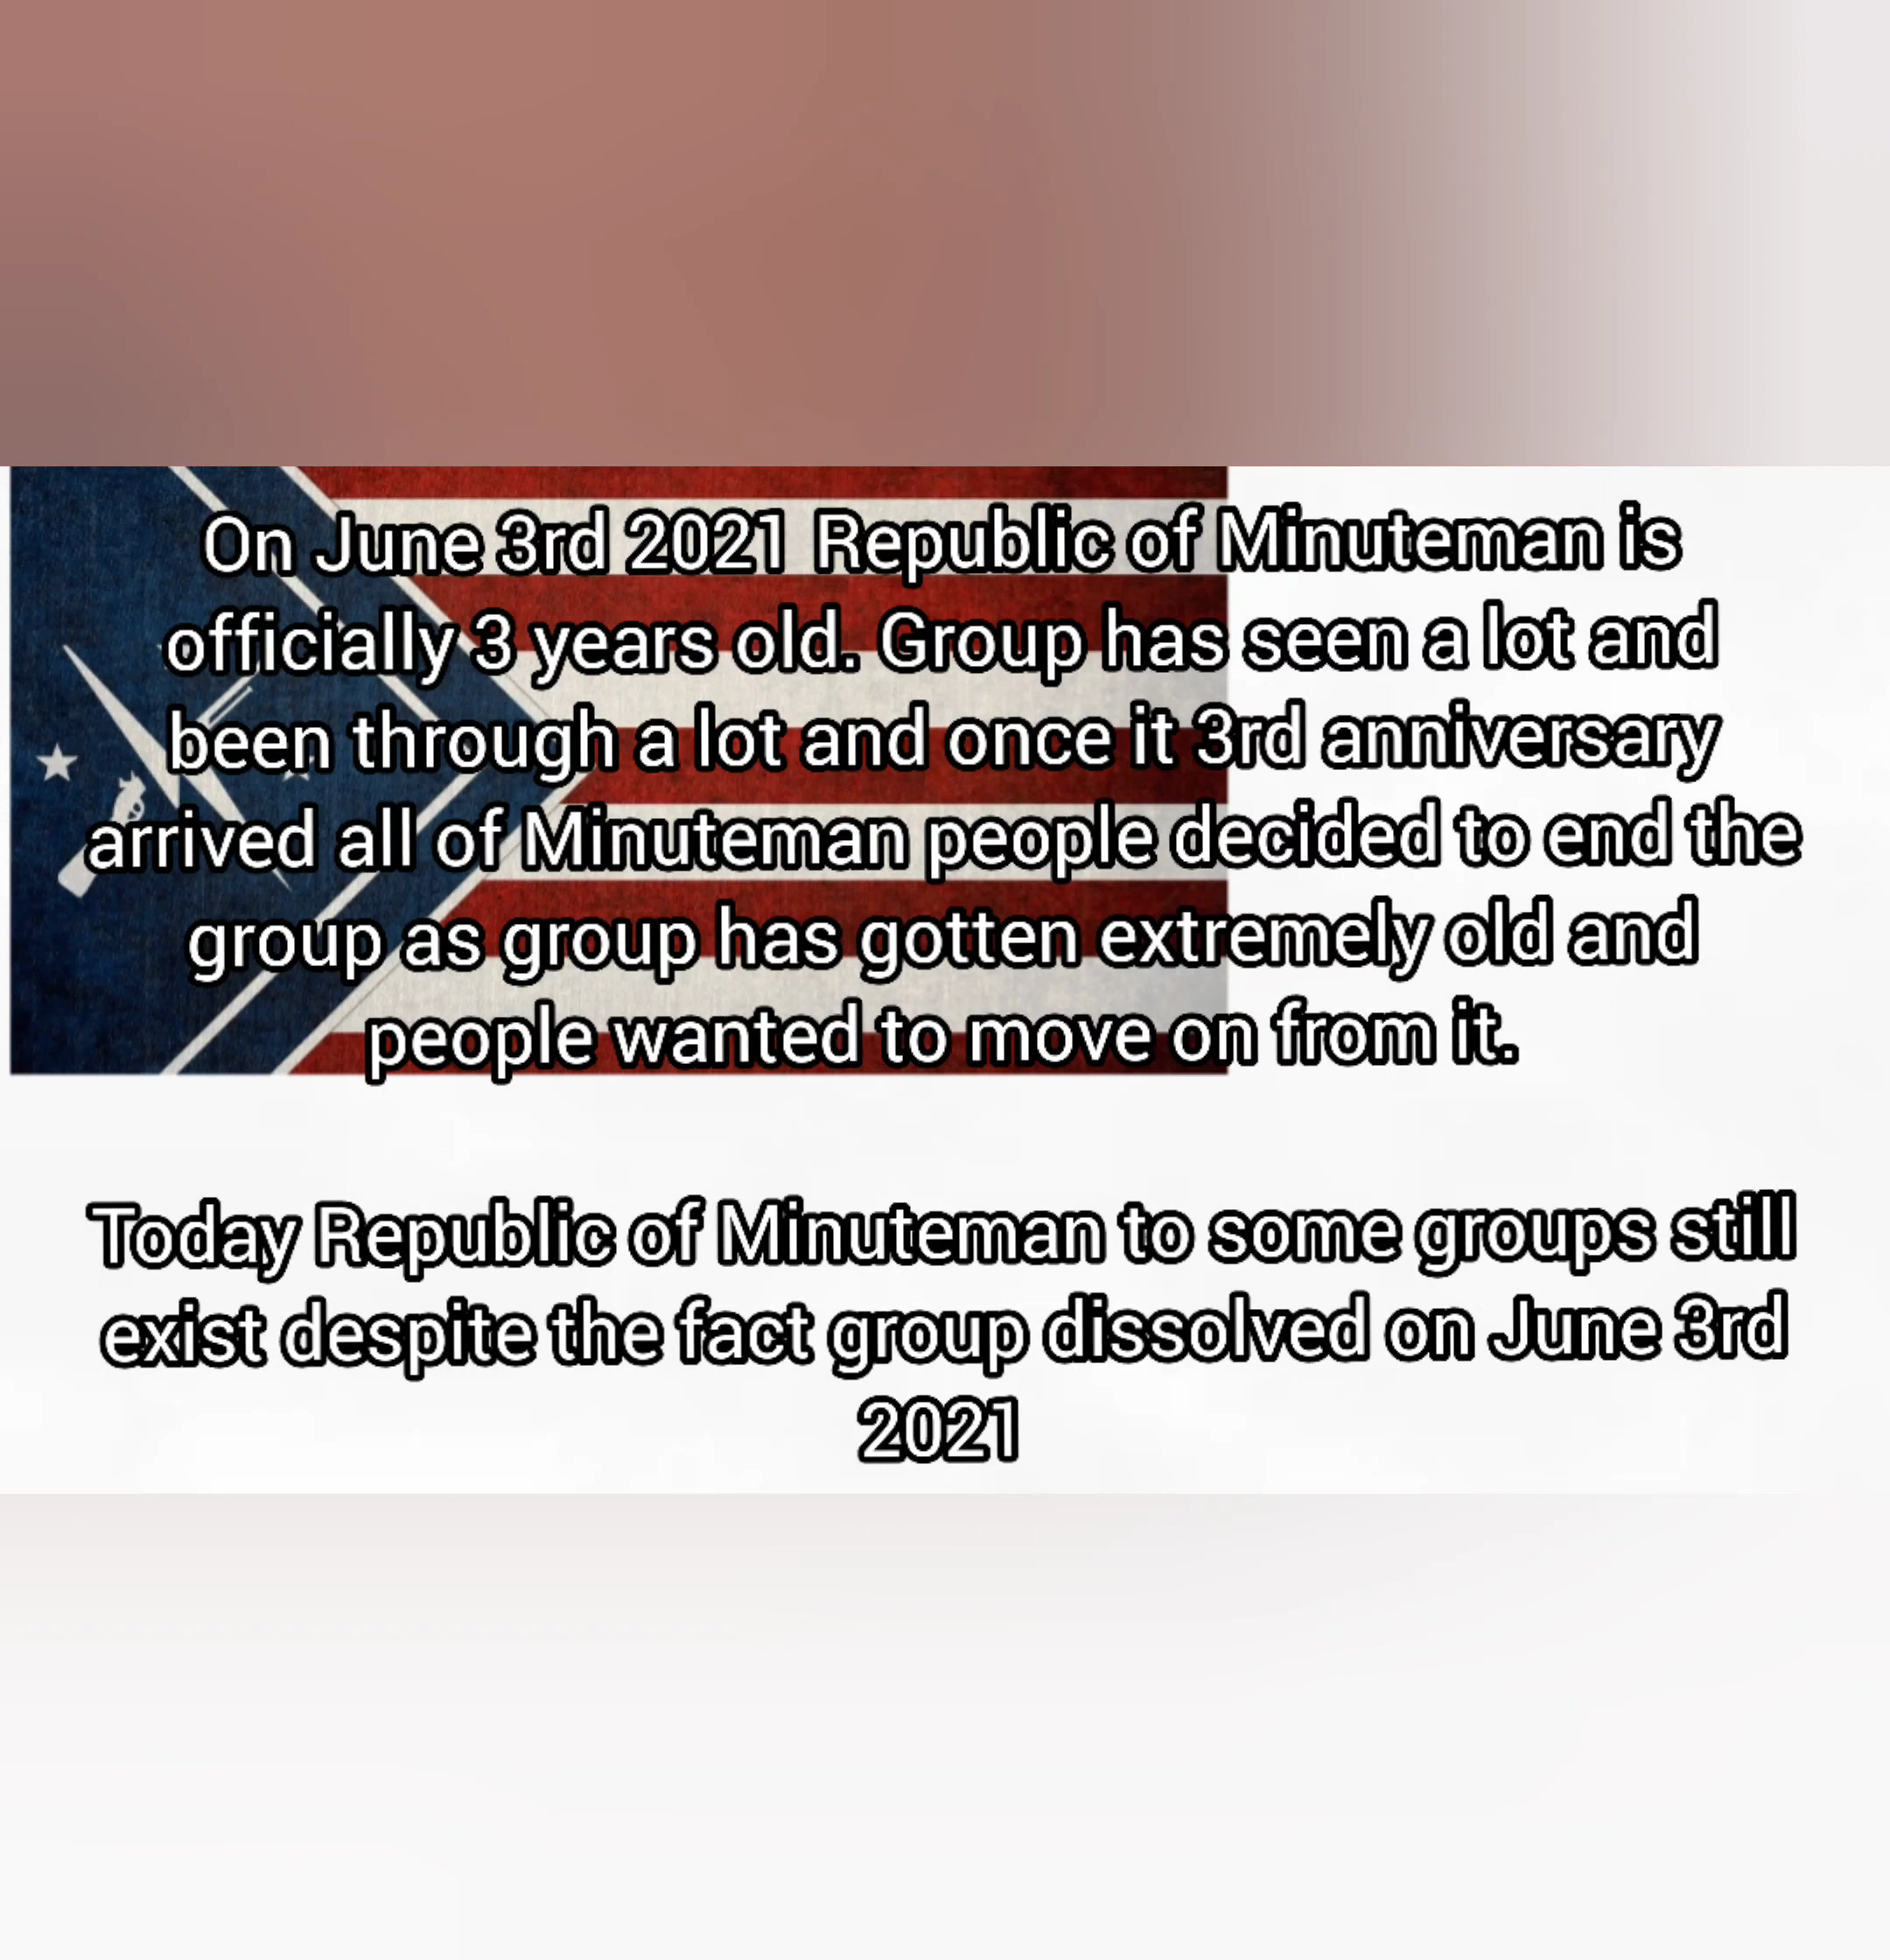 On June 3rd 2021 Republic of Minuteman is
officially 3 years old. Group has seen a lot and
been through a lot and once it 3rd anniversary
arrived all of Minuteman people decided to end the
group as group has gotten extremely old and
people wanted to move on from it.
Today Republic of Minuteman to some groups still
exist despite the fact group dissolved on June 3rd
2021